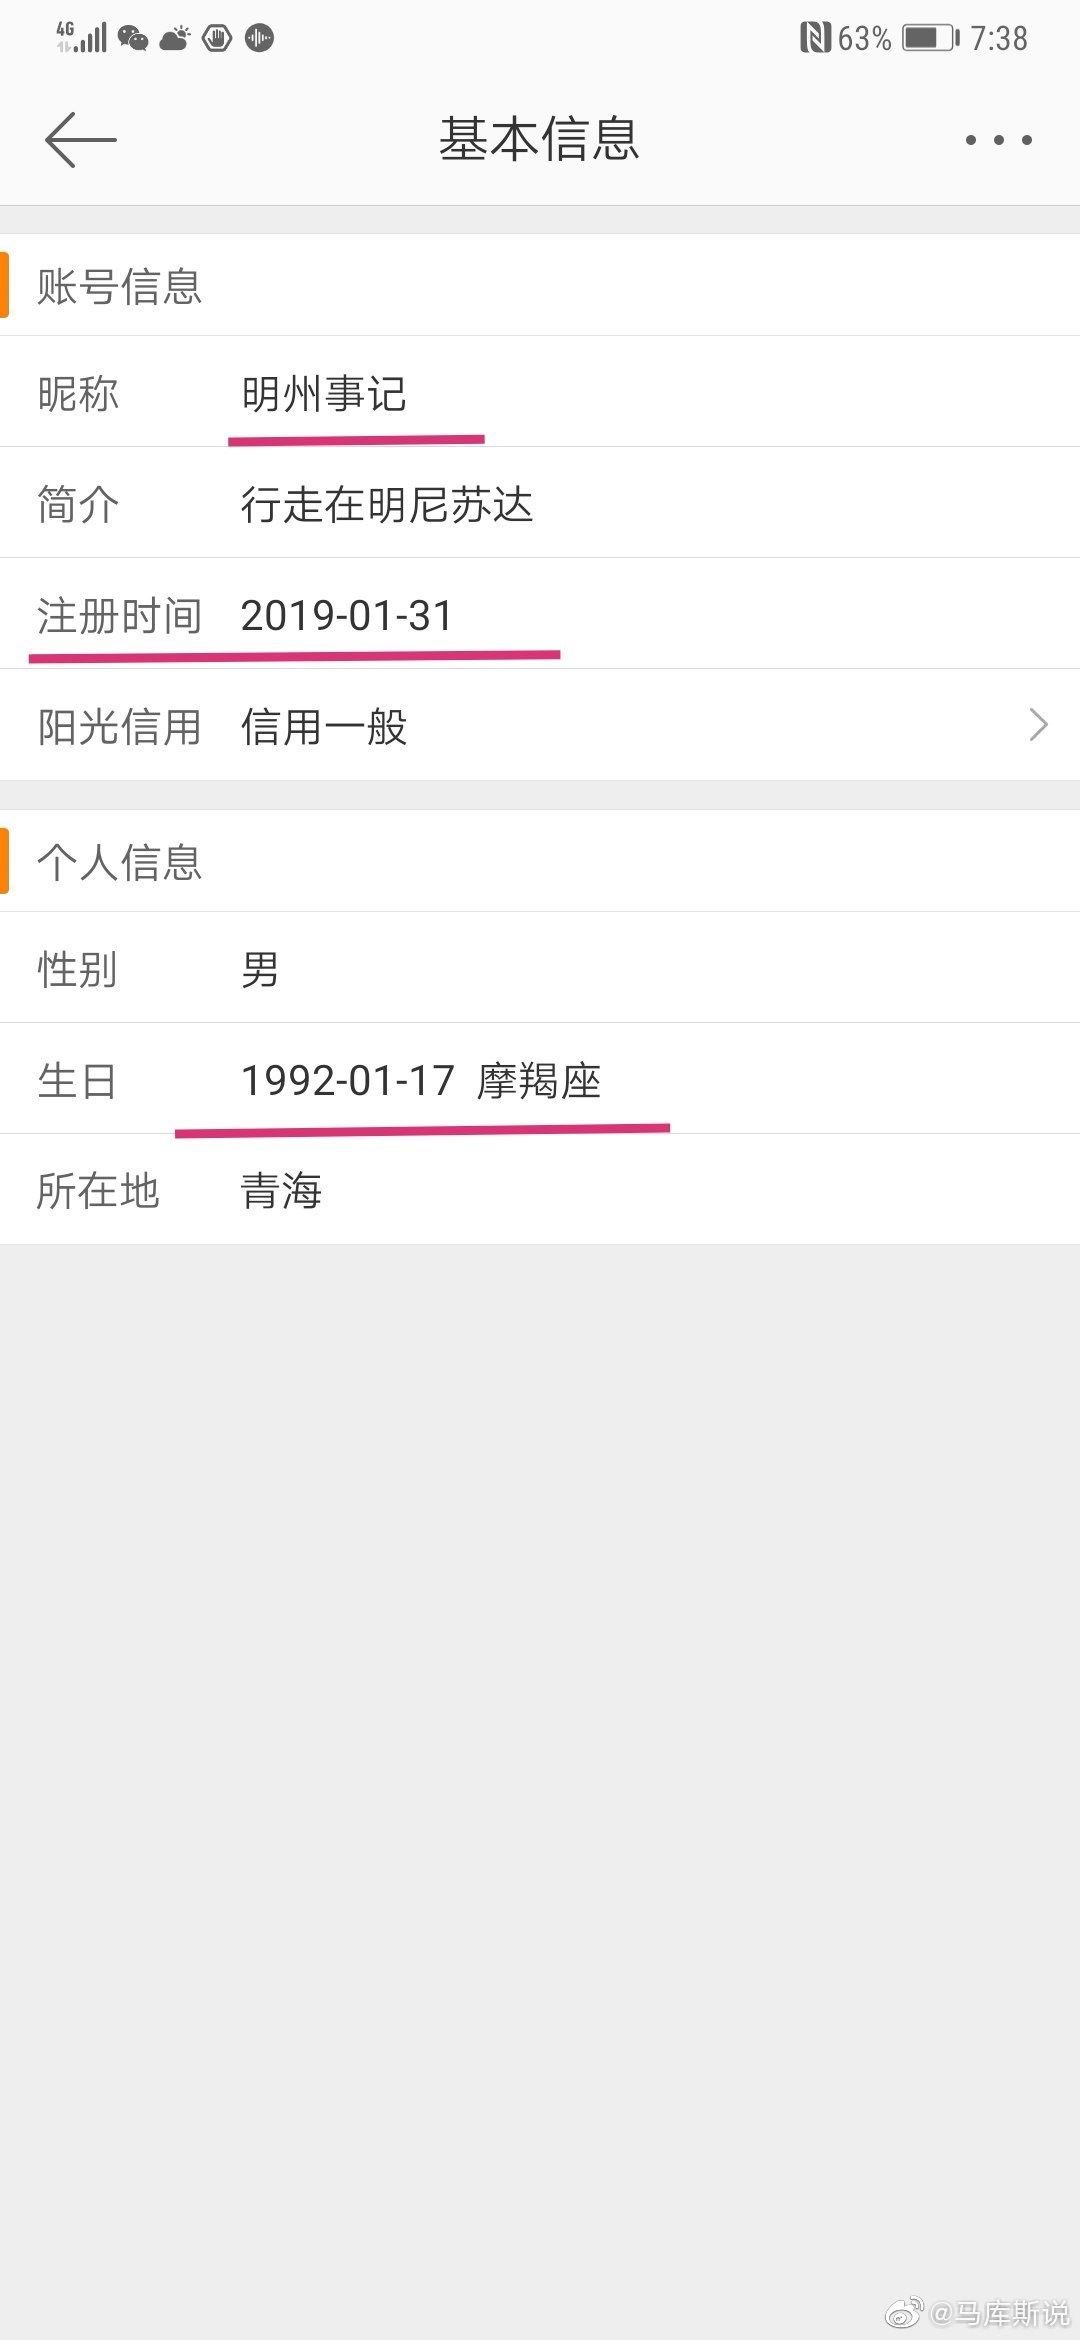 4G 63% 7:38
基本信息
账号信息
昵称 明州事记
简介 行走在明尼苏达
注册时间 2019-01-31
阳光信用 信用一般
个人信息
性别 男
生日 1992-01-17 摩羯座
所在地 青海
@马库斯说